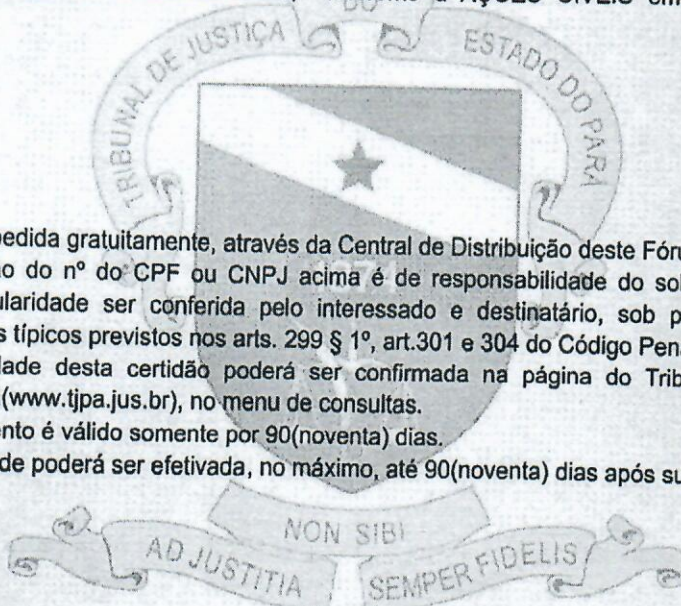 AÇÕES CÍVEIS em
TRIBUNAL DE JUSTIÇA DO ESTADO DO PARÁ
pedida gratuitamente, através da Central de Distribuição deste Fóru
o do nº do CPF ou CNPJ acima é de responsabilidade do sol
ularidade ser conferida pelo interessado e destinatário, sob p
s típicos previstos nos arts. 299 § 1º, art.301 e 304 do Código Pena
dade desta certidão poderá ser confirmada na página do Trib
(www.tjpa.jus.br), no menu de consultas.
ento é válido somente por 90(noventa) dias.
de poderá ser efetivada, no máximo, até 90(noventa) dias após su
NON SIBI
AD JUSTITIA
SEMPER FIDELIS